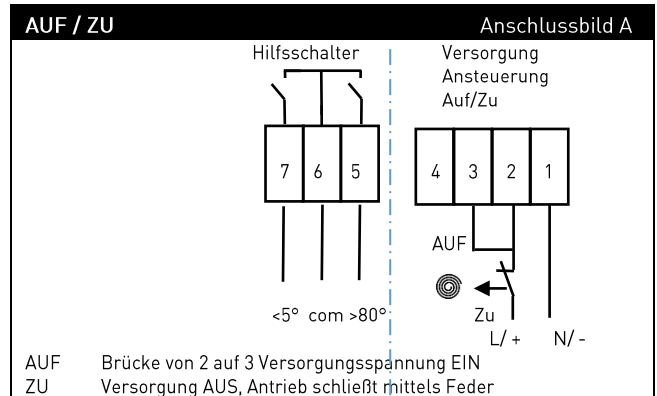 AUF / ZU
Anschlussbild A
Hilfsschalter
Versorgung
Ansteuerung
Auf/Zu
7 6 5
4 3 2 1
AUF
<5° com >80°
Zu
L/+ N/-
AUF Brücke von 2 auf 3 Versorgungsspannung EIN
ZU Versorgung AUS, Antrieb schließt mittels Feder